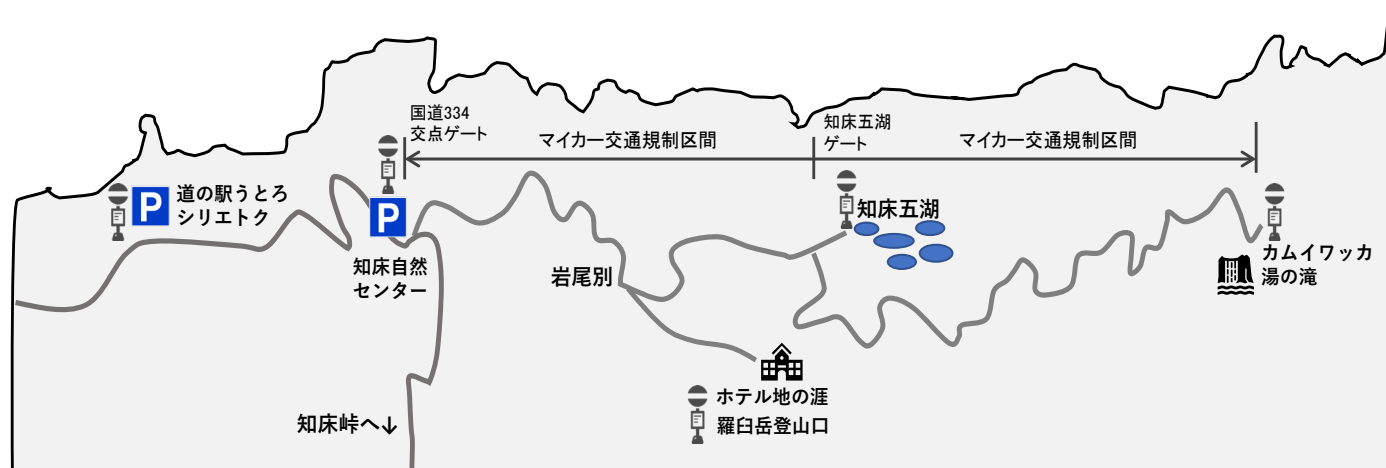 国道334
交点ゲート
マイカー交通規制区間
知床五湖
ゲート
マイカー交通規制区間
P
道の駅うとろ
シリエトク
P
知床五湖
知床自然
センター
岩尾別
カムイワッカ
湯の滝
ホテル地の涯
羅臼岳登山口
知床峠へ↓